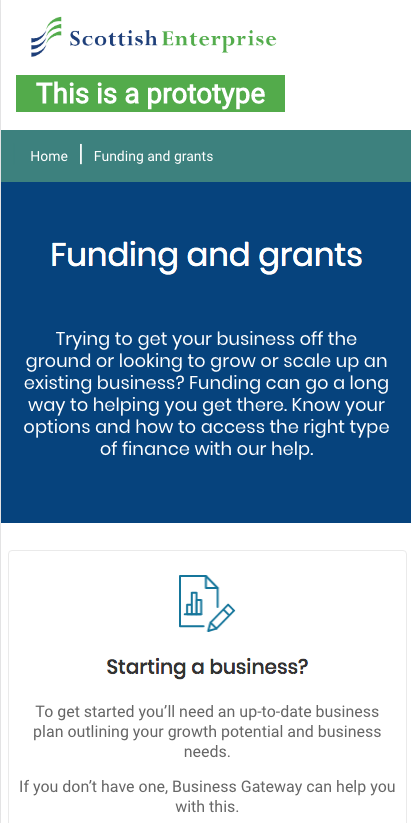 Scottish Enterprise
This is a prototype
Home | Funding and grants
Funding and grants
Trying to get your business off the
ground or looking to grow or scale up an
existing business? Funding can go a long
way to helping you get there. Know your
options and how to access the right type
of finance with our help.
Starting a business?
To get started you’ll need an up-to-date business
plan outlining your growth potential and business
needs.
If you don’t have one, Business Gateway can help you
with this.